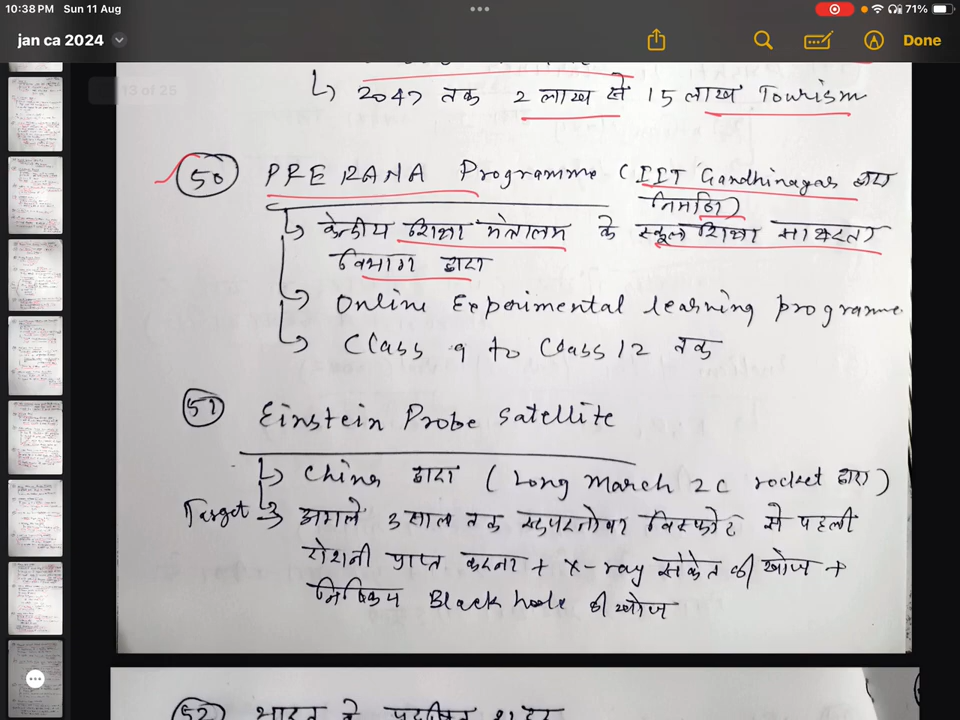 10:38 PM Sun 11 Aug
71%
jan ca 2024
Done
13 of 25
↳ 2047 तक 2 लाख से 15 लाख Tourism
50 PRERANA Programme (IIT Gandhinagar द्वारा
निर्मित)
↳ केन्द्रीय शिक्षा मंत्रालय के स्कूल शिक्षा साक्षरता
विभाग द्वारा
↳ Online Experimental learning programme
↳ Class 9 to Class 12 तक
51 Einstein Probe Satellite
↳ China द्वारा (Long March 2C rocket द्वारा)
Target → अगले 3 साल तक सुपरनोवा विस्फोट से पहली
रोशनी प्राप्त करना + X-ray संकेत की खोज +
निष्क्रिय Black hole की खोज
52 भारत के प्रदूषित शहर